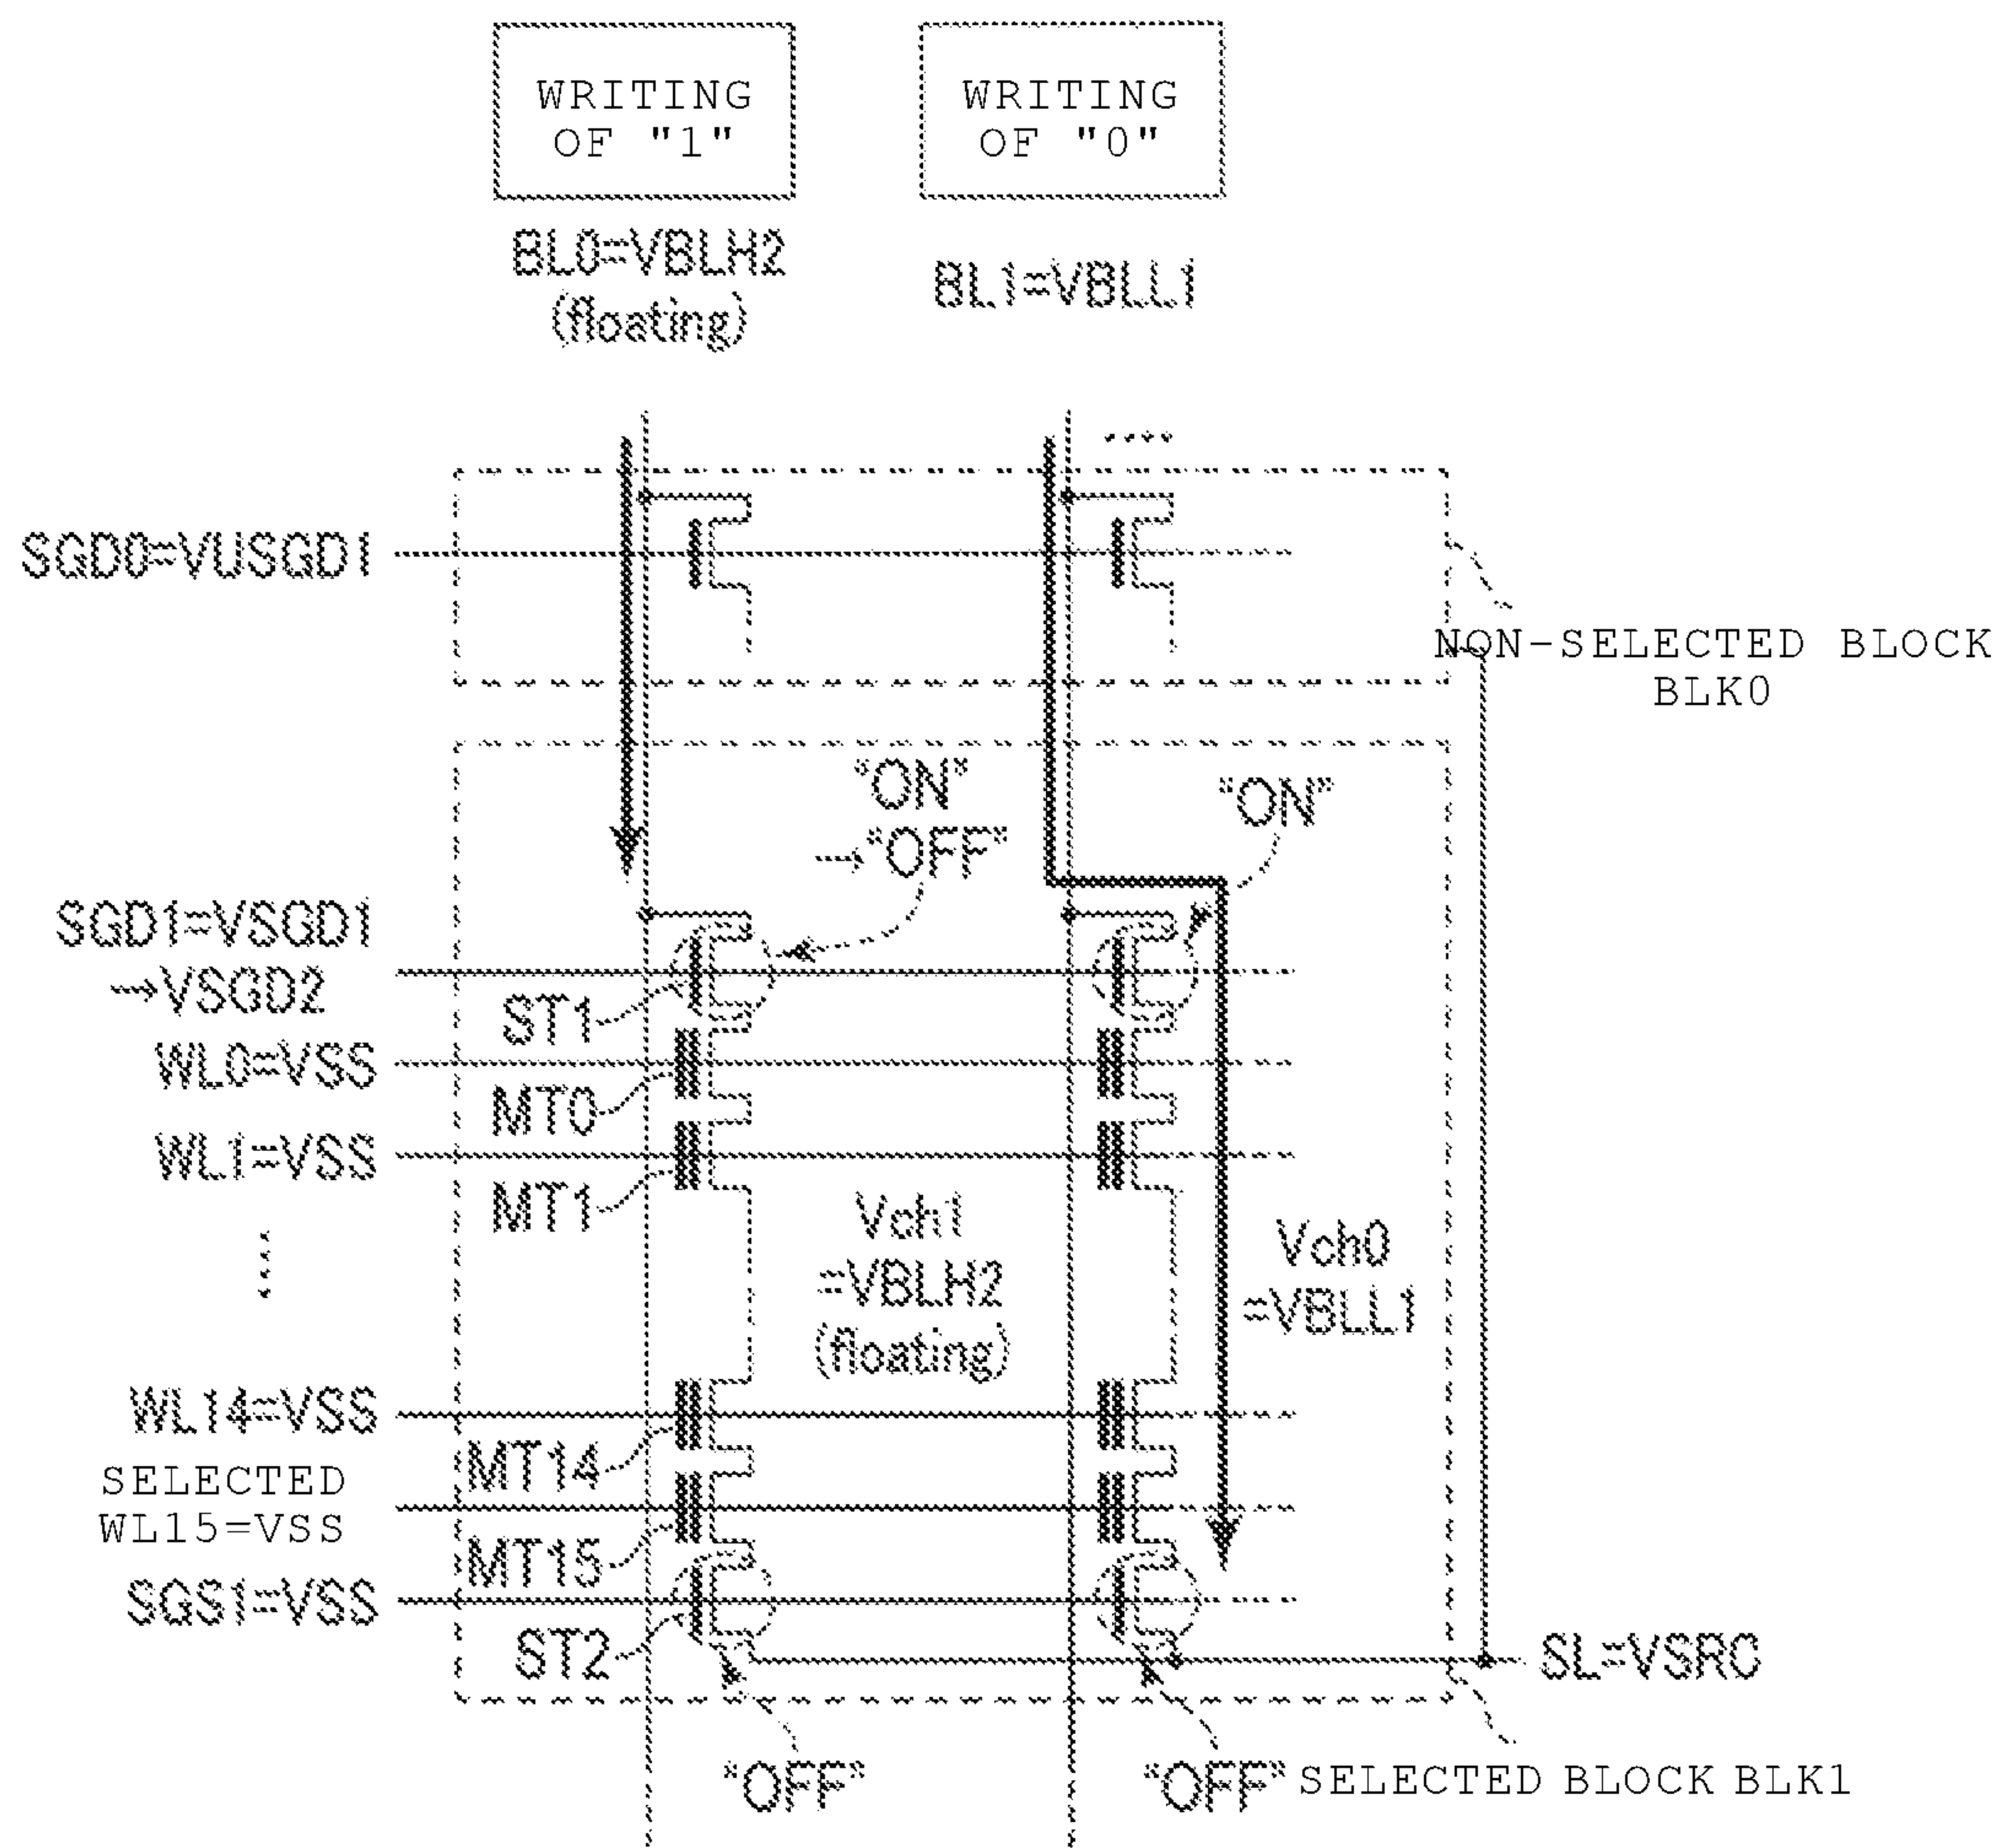 WRITING
OF "1"
WRITING
OF "0"
BL0=VBLH2
(floating)
BL1=VBLL1
SGD0=VUSGD1
NON-SELECTED BLOCK
BLK0
"ON"
→"OFF"
"ON"
SGD1=VSGD1
→VSGD2
ST1
WL0=VSS
MT0
WL1=VSS
MT1
Vch1
=VBLH2
(floating)
Vch0
=VBLL1
WL14=VSS
MT14
SELECTED
WL15=VSS
MT15
SGS1=VSS
ST2
SL=VSRC
"OFF"
"OFF"
SELECTED BLOCK BLK1